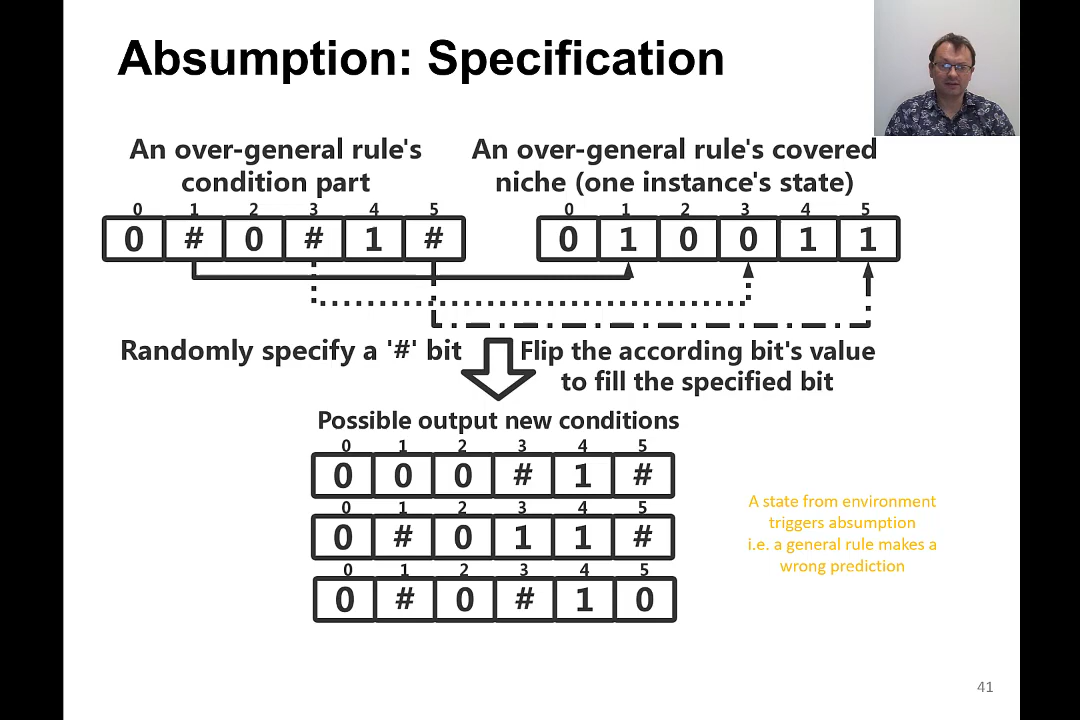 Absumption: Specification
An over-general rule's
condition part
An over-general rule's covered
niche (one instance's state)
0 1 2 3 4 5
0 # 0 # 1 #
0 1 2 3 4 5
0 1 0 0 1 1
Randomly specify a '#' bit
Flip the according bit's value
to fill the specified bit
Possible output new conditions
0 1 2 3 4 5
0 0 0 # 1 #
0 1 2 3 4 5
0 # 0 1 1 #
0 1 2 3 4 5
0 # 0 # 1 0
A state from environment
triggers absumption
i.e. a general rule makes a
wrong prediction
41